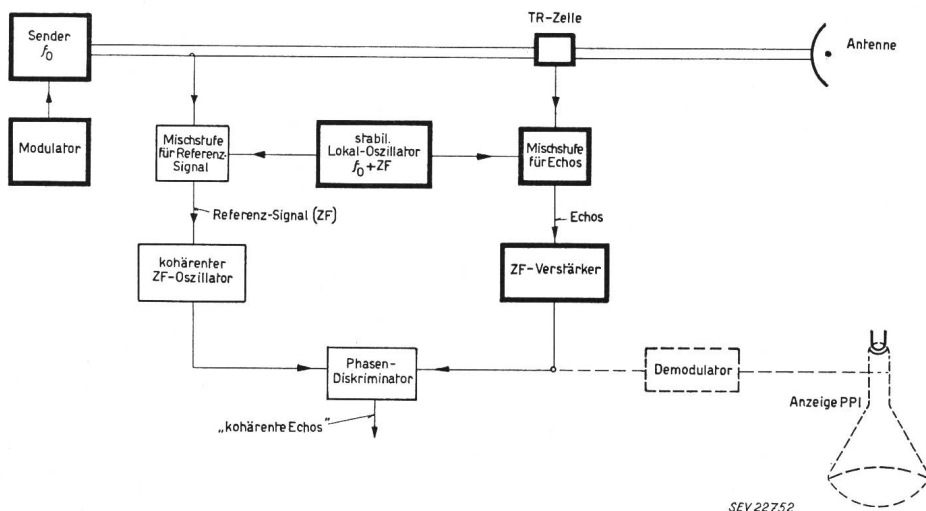 TR-Zelle
Sender
f0
Antenne
Modulator
Mischstufe
für Referenz-
Signal
stabil.
Lokal-Oszillator
f0 + ZF
Mischstufe
für Echos
Referenz-Signal (ZF)
Echos
kohärenter
ZF-Oszillator
ZF-Verstärker
Phasen-
Diskriminator
Demodulator
Anzeige PPI
„kohärente Echos"
SEV 22752